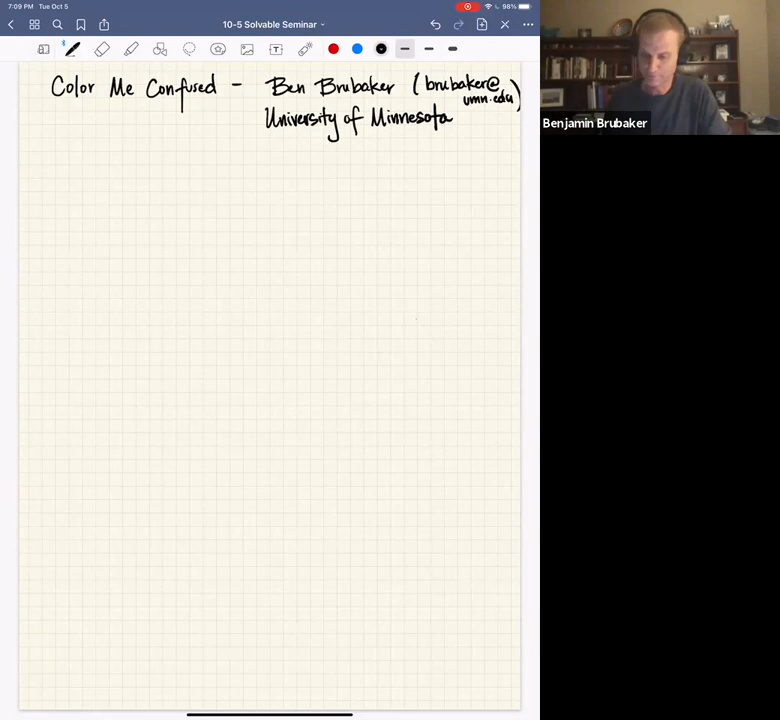 7:09 PM Tue Oct 5
98%
10-5 Solvable Seminar
Color Me Confused - Ben Brubaker (brubaker@
umn.edu)
University of Minnesota
Benjamin Brubaker